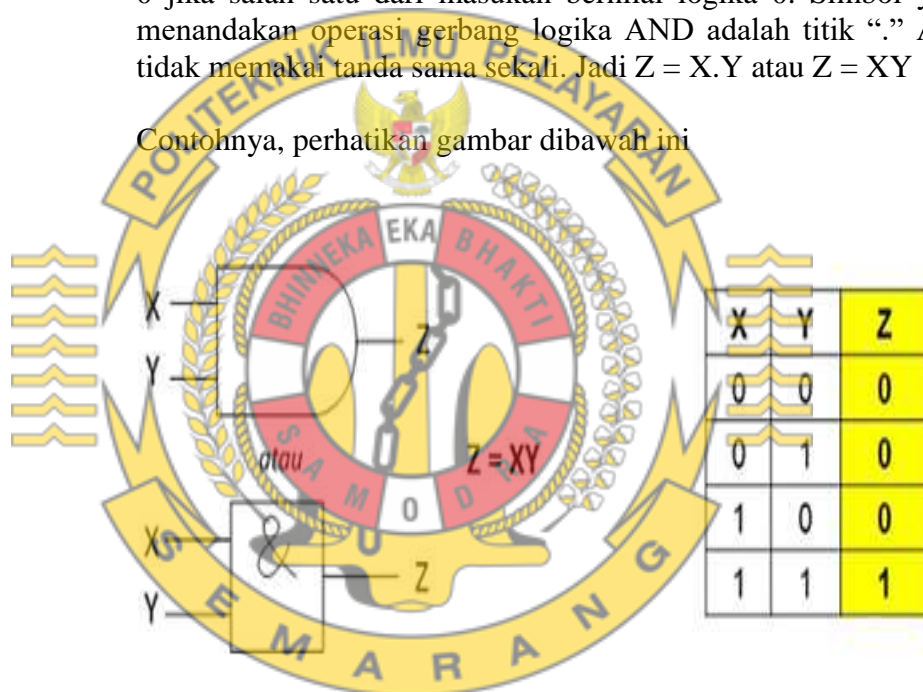 menandakan operasi gerbang logika AND adalah titik “.”
tidak memakai tanda sama sekali. Jadi Z = X.Y atau Z = XY
Contohnya, perhatikan gambar dibawah ini
POLITEKNIK ILMU PELAYARAN
BHINNEKA EKA BHAKTI
X
Y
Z
X Y Z
0 0 0
0 1 0
1 0 0
1 1 1
atau
Z = XY
SAMODRA
X
&
Y
Z
SEMARANG